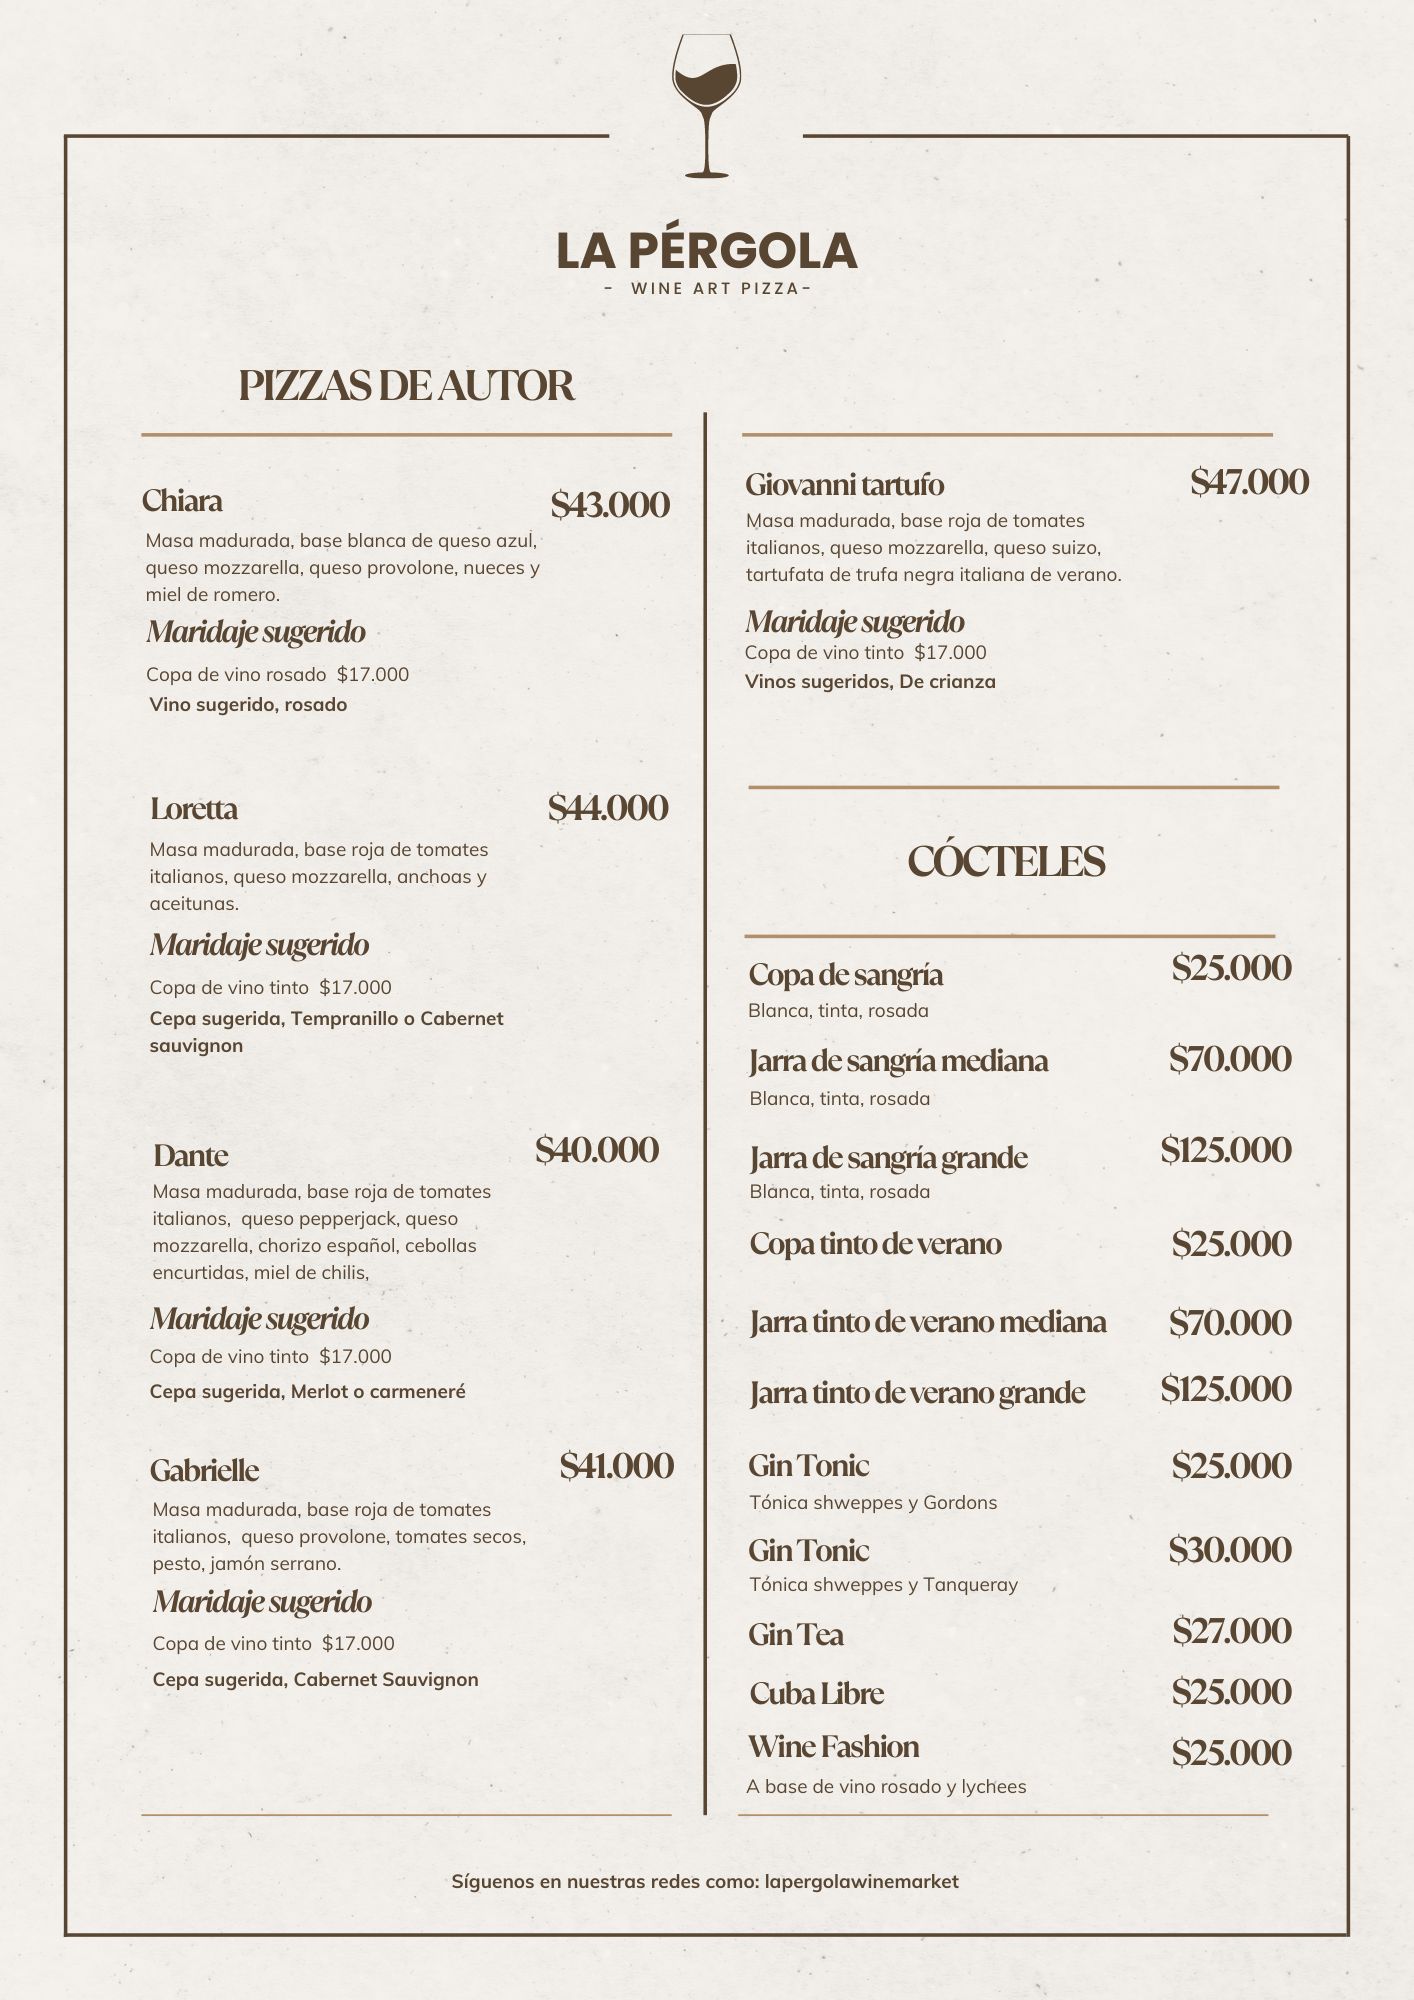 LA PÉRGOLA
- WINE ART PIZZA-
PIZZAS DE AUTOR
Chiara
$43.000
Masa madurada, base blanca de queso azul,
queso mozzarella, queso provolone, nueces y
miel de romero.
Maridaje sugerido
Copa de vino rosado $17.000
Vino sugerido, rosado
Loretta
$44.000
Masa madurada, base roja de tomates
italianos, queso mozzarella, anchoas y
aceitunas.
Maridaje sugerido
Copa de vino tinto $17.000
Cepa sugerida, Tempranillo o Cabernet
sauvignon
Dante
$40.000
Masa madurada, base roja de tomates
italianos, queso pepperjack, queso
mozzarella, chorizo español, cebollas
encurtidas, miel de chilis,
Maridaje sugerido
Copa de vino tinto $17.000
Cepa sugerida, Merlot o carmeneré
Gabrielle
$41.000
Masa madurada, base roja de tomates
italianos, queso provolone, tomates secos,
pesto, jamón serrano.
Maridaje sugerido
Copa de vino tinto $17.000
Cepa sugerida, Cabernet Sauvignon
Giovanni tartufo
$47.000
Masa madurada, base roja de tomates
italianos, queso mozzarella, queso suizo,
tartufata de trufa negra italiana de verano.
Maridaje sugerido
Copa de vino tinto $17.000
Vinos sugeridos, De crianza
CÓCTELES
Copa de sangría
$25.000
Blanca, tinta, rosada
Jarra de sangría mediana
$70.000
Blanca, tinta, rosada
Jarra de sangría grande
$125.000
Blanca, tinta, rosada
Copa tinto de verano
$25.000
Jarra tinto de verano mediana
$70.000
Jarra tinto de verano grande
$125.000
Gin Tonic
$25.000
Tónica shweppes y Gordons
Gin Tonic
$30.000
Tónica shweppes y Tanqueray
Gin Tea
$27.000
Cuba Libre
$25.000
Wine Fashion
$25.000
A base de vino rosado y lychees
Síguenos en nuestras redes como: lapergolawinemarket